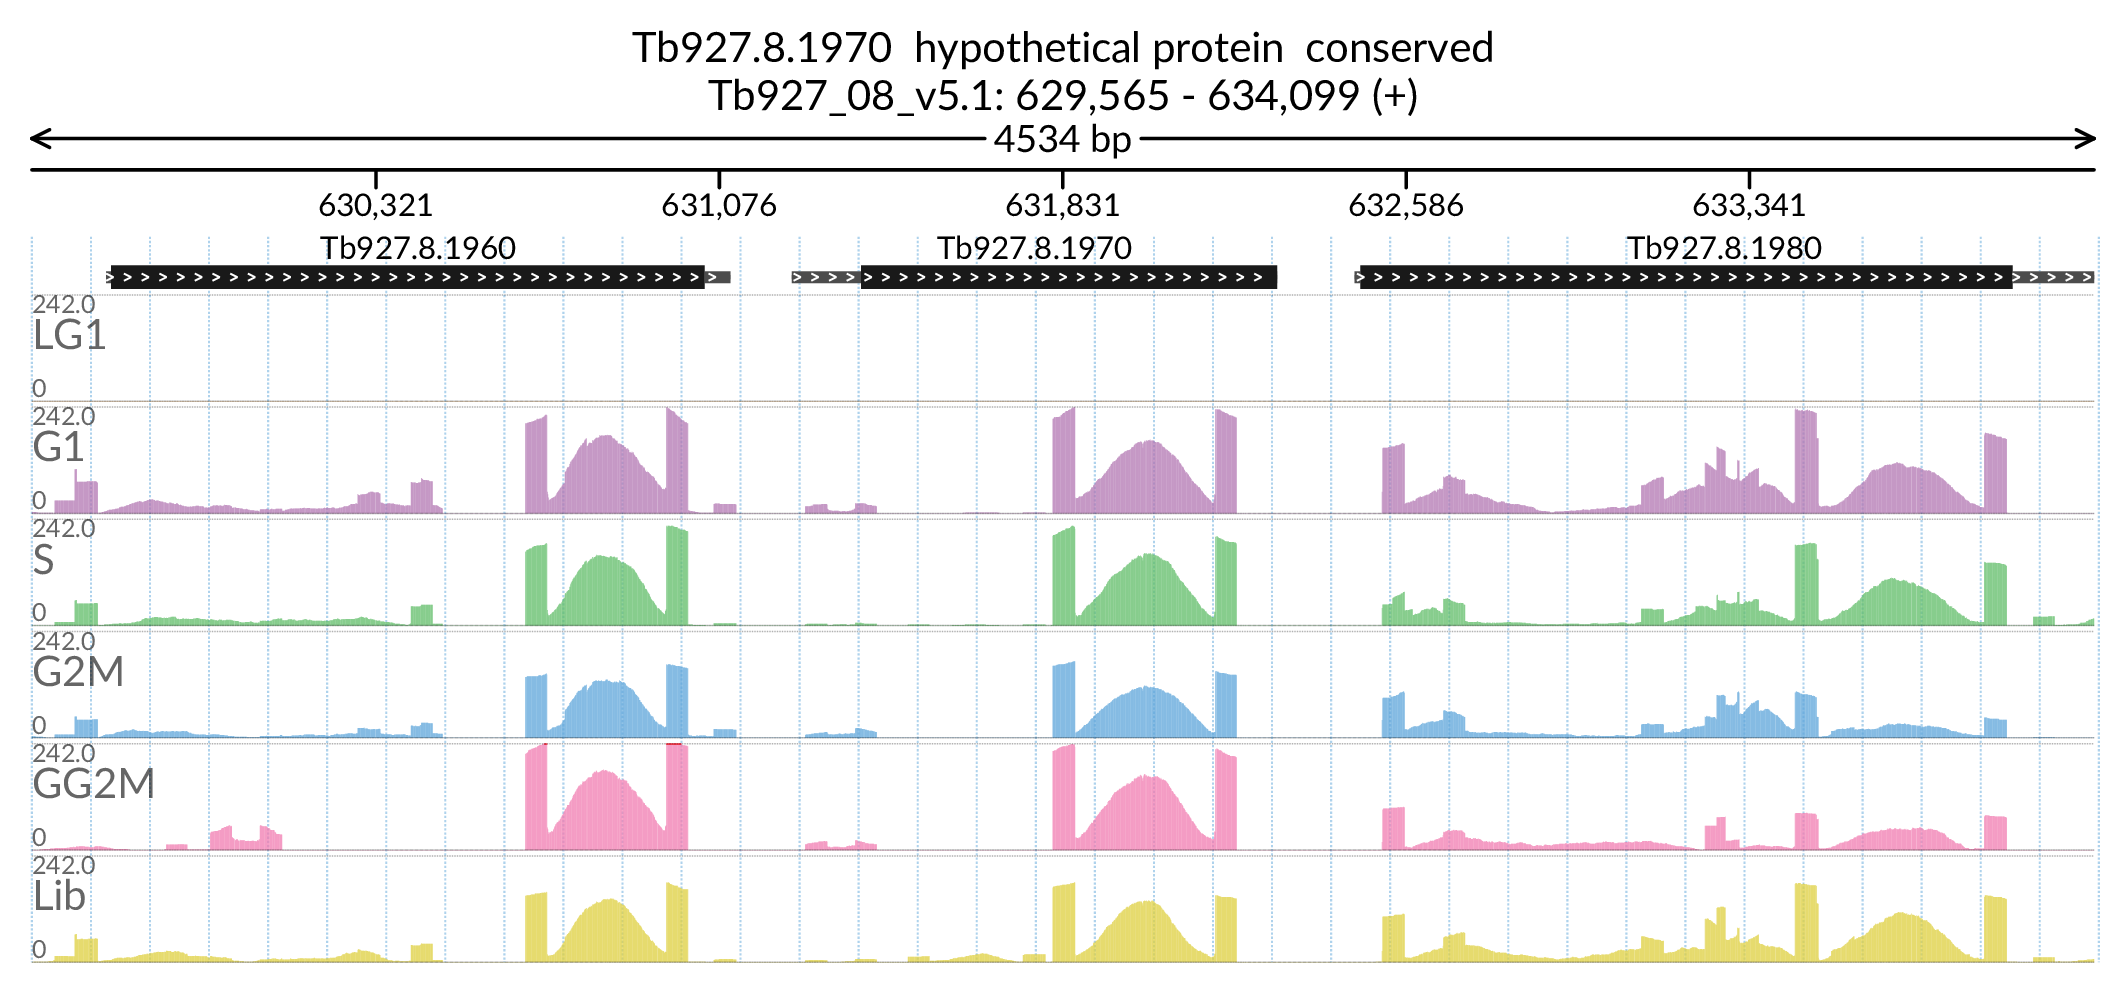 Tb927.8.1970 hypothetical protein conserved
Tb927_08_v5.1: 629,565 - 634,099 (+)
4534 bp
630,321 631,076 631,831 632,586 633,341
Tb927.8.1960 Tb927.8.1970 Tb927.8.1980
242.0
LG1
0
242.0
G1
0
242.0
S
0
242.0
G2M
0
242.0
GG2M
0
242.0
Lib
0